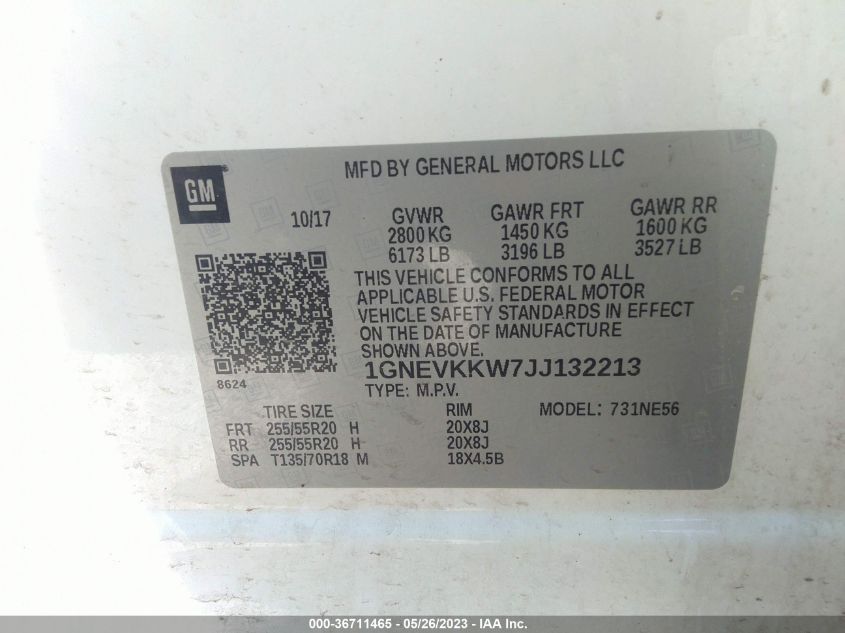 MFD BY GENERAL MOTORS LLC
GM
10/17 GVWR GAWR FRT GAWR RR
2800 KG 1450 KG 1600 KG
6173 LB 3196 LB 3527 LB
THIS VEHICLE CONFORMS TO ALL
APPLICABLE U.S. FEDERAL MOTOR
VEHICLE SAFETY STANDARDS IN EFFECT
ON THE DATE OF MANUFACTURE
SHOWN ABOVE.
8624
1GNEVKKW7JJ132213
TYPE: M.P.V.
TIRE SIZE RIM MODEL: 731NE56
FRT 255/55R20 H 20X8J
RR 255/55R20 H 20X8J
SPA T135/70R18 M 18X4.5B
000-36711465 - 05/26/2023 - IAA Inc.